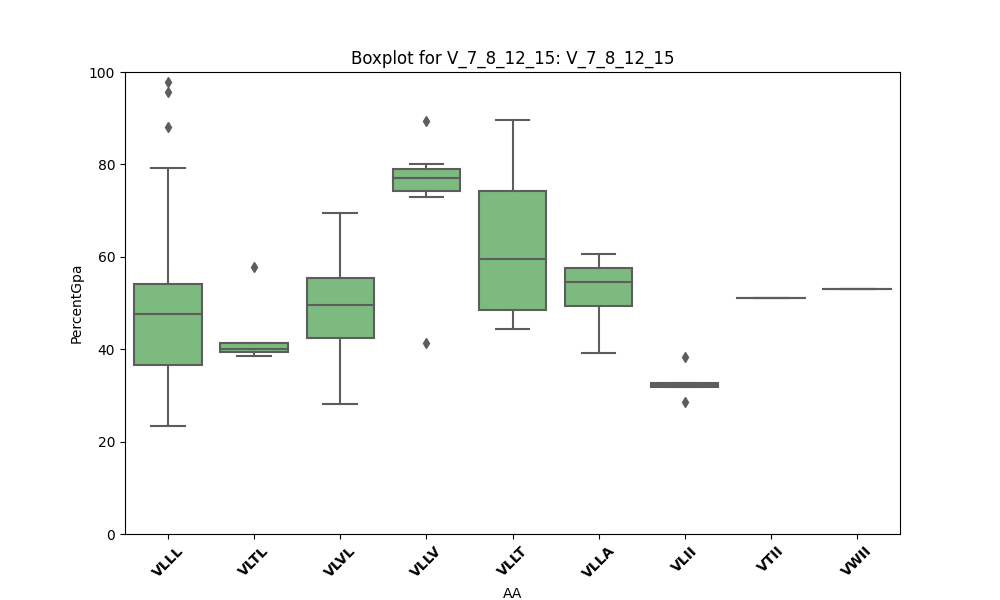 Boxplot for V_7_8_12_15: V_7_8_12_15
100
80
60
40
20
0
PercentGpa
VLLL
VLTL
VLVL
VLLV
VLLT
VLLA
VLII
VTII
VWII
AA